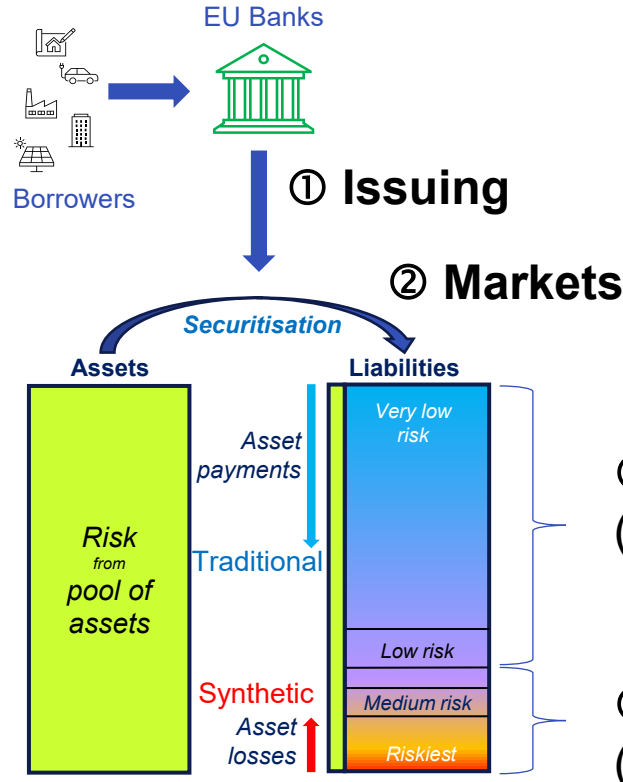 EU Banks
Borrowers
① Issuing
② Markets
Securitisation
Assets
Liabilities
Very low
risk
Asset
payments
Risk
from
pool of
assets
Traditional
Low risk
Synthetic
Medium risk
Asset
losses
Riskiest